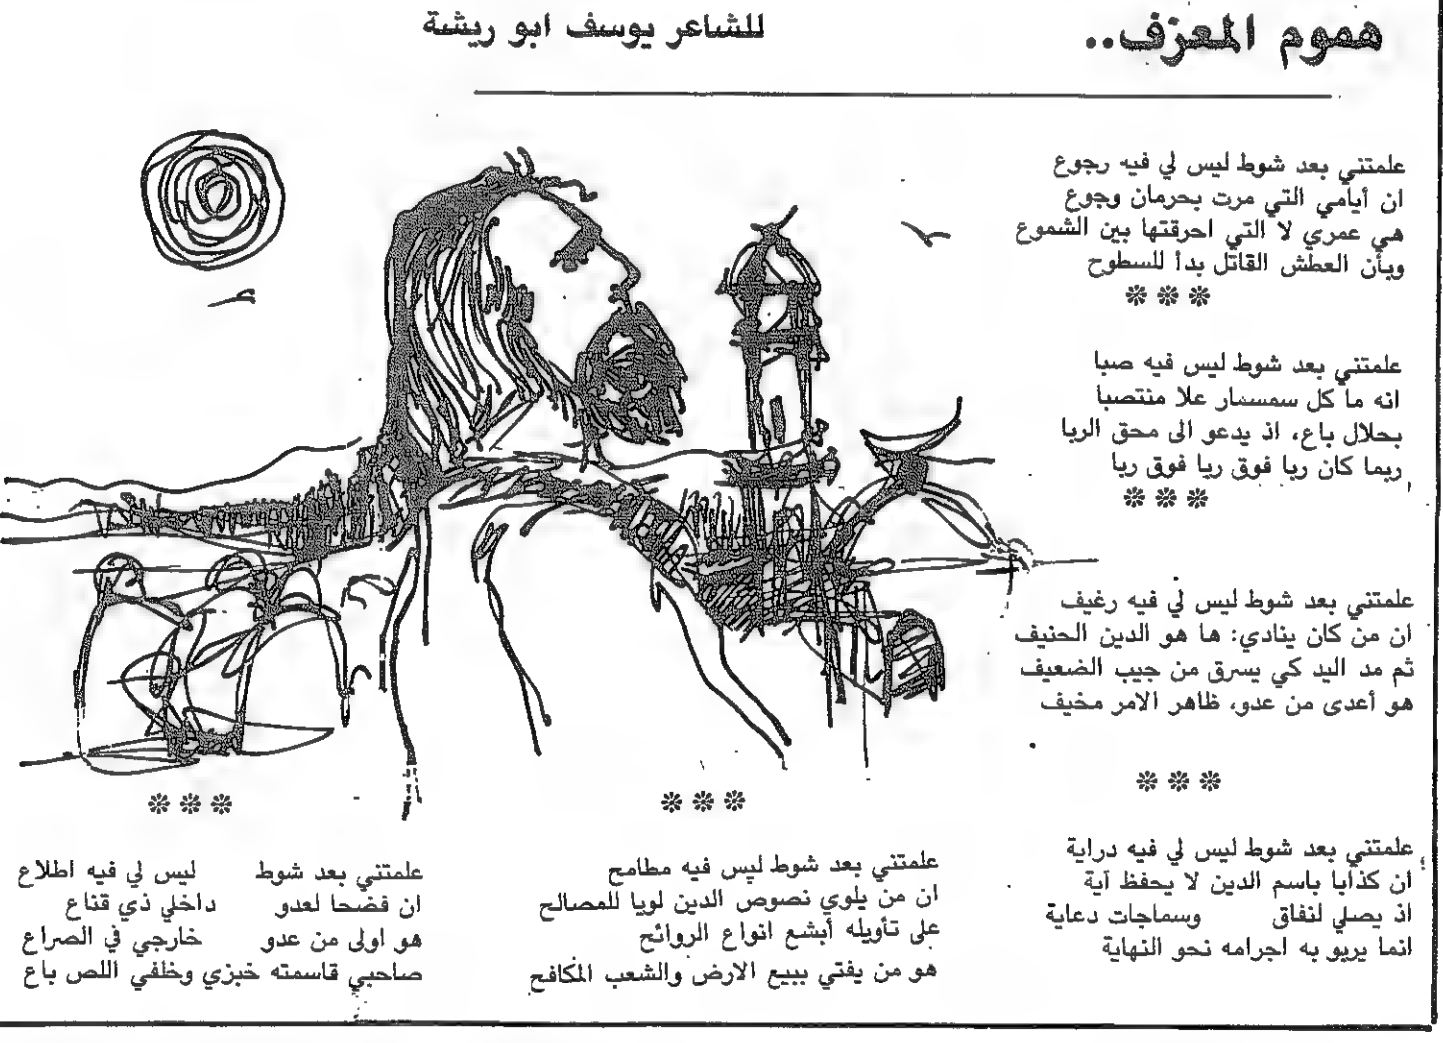 هموم المعزف..
للشاعر يوسف ابو ريشة
علمتني بعد شوط ليس لي فيه رجوع
ان أيامي التي مرت بحرمان وجوع
هي عمري لا التي احرقتها بين الشموع
وبأن العطش القاتل بدأ للسطوح
❊ ❊ ❊
علمتني بعد شوط ليس فيه صبا
انه ما كل سمسار علا منتصبا
بحلال باع، اذ يدعو الى محق الربا
ربما كان ربا فوق ربا فوق ربا
❊ ❊ ❊
علمتني بعد شوط ليس لي فيه رغيف
ان من كان ينادي: ها هو الدين الحنيف
ثم مد اليد كي يسرق من جيب الضعيف
هو أعدى من عدو، ظاهر الامر مخيف
❊ ❊ ❊
علمتني بعد شوط ليس لي فيه دراية
ان كذابا باسم الدين لا يحفظ آية
اذ يصلي لنفاق وسماجات دعاية
انما يربو به اجرامه نحو النهاية
❊ ❊ ❊
علمتني بعد شوط ليس فيه مطامح
ان من يلوي نصوص الدين لويا للمصالح
على تأويله أبشع انواع الروائح
هو من يفتي ببيع الارض والشعب المكافح
❊ ❊ ❊
علمتني بعد شوط ليس لي فيه اطلاع
ان فضحا لعدو داخلي ذي قناع
هو اولى من عدو خارجي في الصراع
صاحبي قاسمته خبزي وخلفي اللص باع